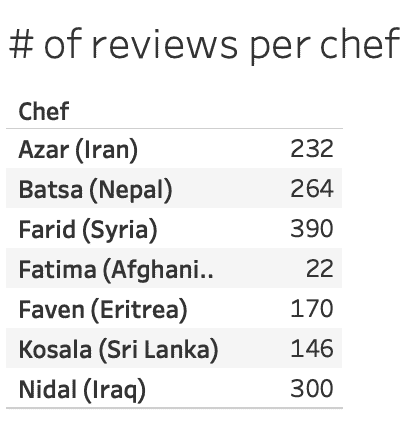 # of reviews per chef
Chef
Azar (Iran) 232
Batsa (Nepal) 264
Farid (Syria) 390
Fatima (Afghani.. 22
Faven (Eritrea) 170
Kosala (Sri Lanka) 146
Nidal (Iraq) 300